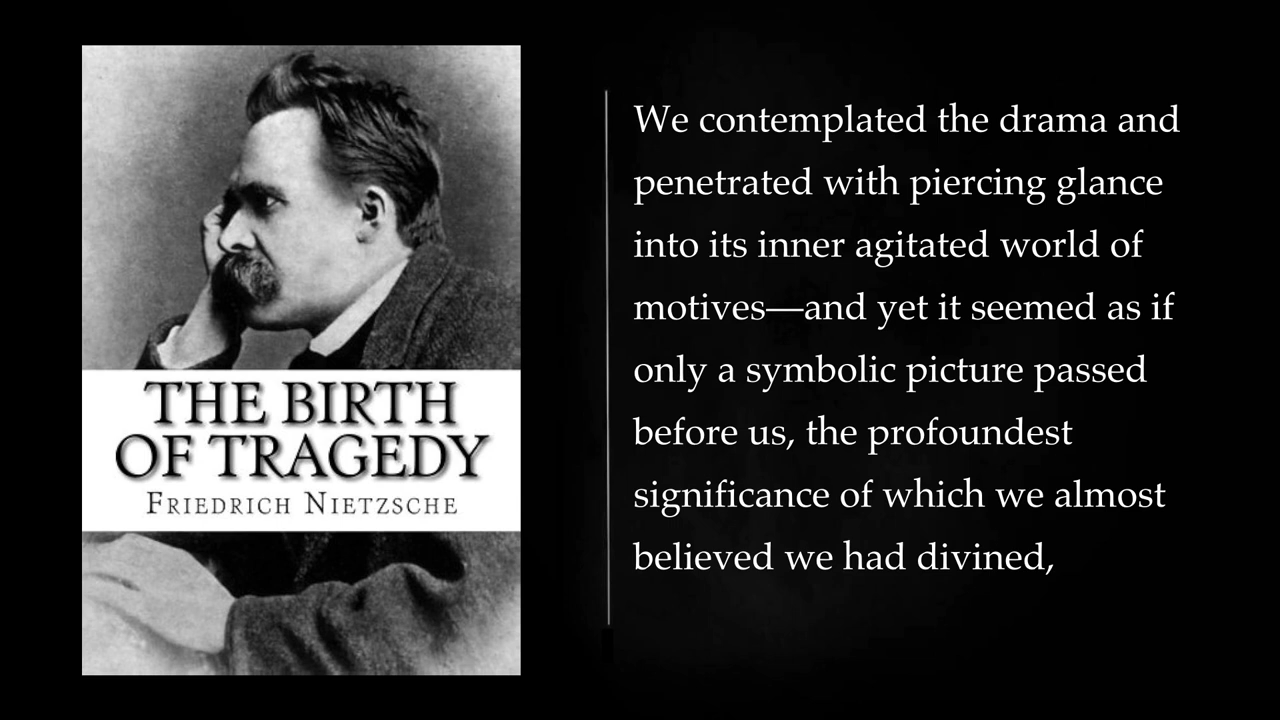 THE BIRTH
OF TRAGEDY
FRIEDRICH NIETZSCHE
We contemplated the drama and
penetrated with piercing glance
into its inner agitated world of
motives—and yet it seemed as if
only a symbolic picture passed
before us, the profoundest
significance of which we almost
believed we had divined,